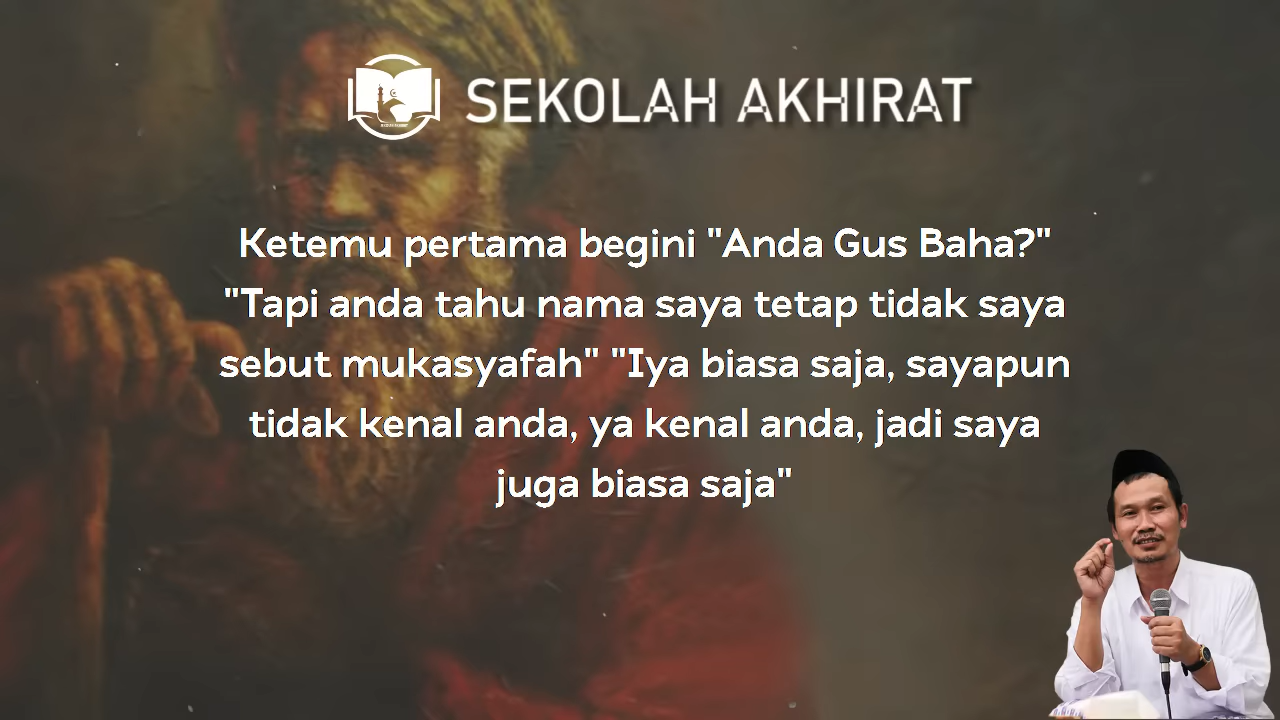 SEKOLAH AKHIRAT
Ketemu pertama begini "Anda Gus Baha?"
"Tapi anda tahu nama saya tetap tidak saya
sebut mukasyafah" "Iya biasa saja, sayapun
tidak kenal anda, ya kenal anda, jadi saya
juga biasa saja"